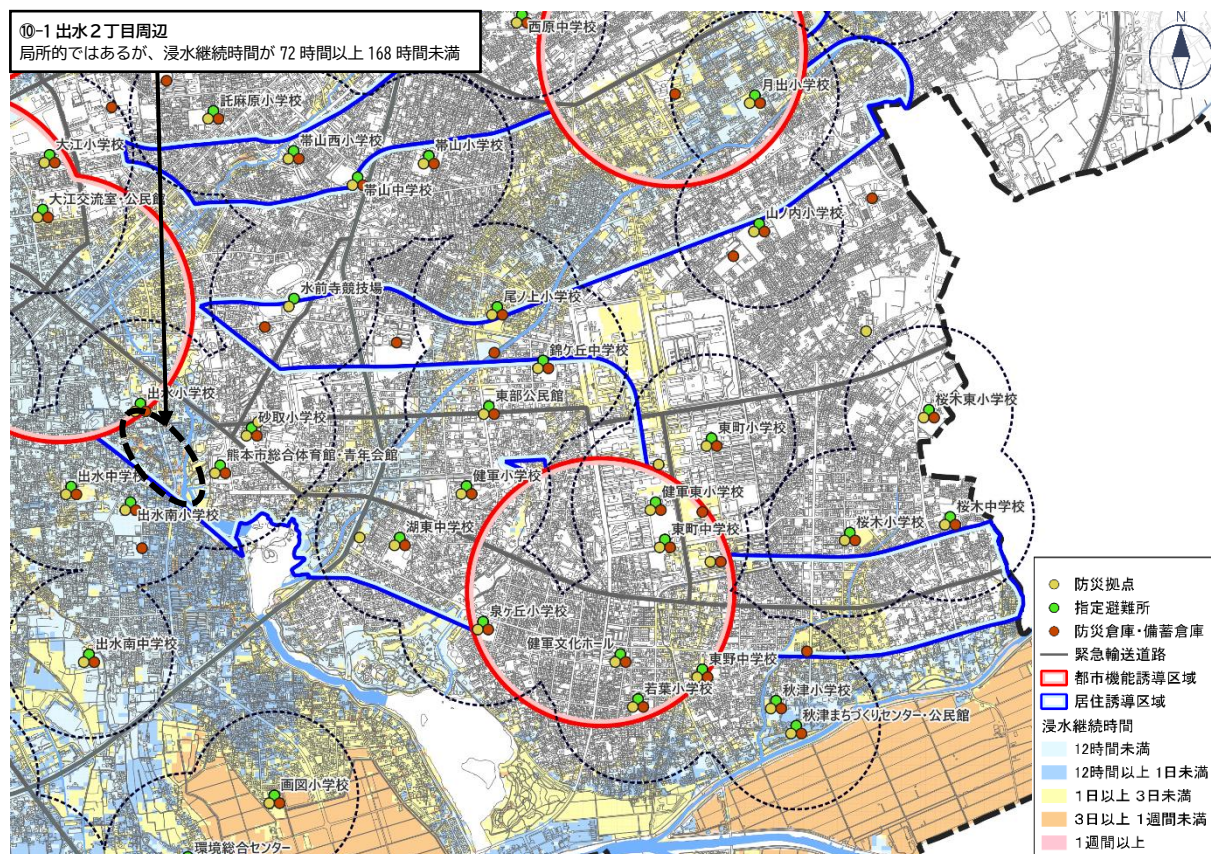 ⑩-1 出水2丁目周辺
局所的ではあるが、浸水継続時間が 72 時間以上 168 時間未満
西原中学校
N
託麻原小学校
月出小学校
大江小学校
帯山西小学校
帯山小学校
帯山中学校
大江交流室・公民館
山ノ内小学校
水前寺競技場
尾ノ上小学校
錦ケ丘中学校
出水小学校
東部公民館
桜木東小学校
砂取小学校
東町小学校
熊本市総合体育館・青年会館
出水中学校
健軍小学校
健軍東小学校
出水南小学校
湖東中学校
東町中学校
桜木小学校
桜木中学校
泉ヶ丘小学校
健軍文化ホール
出水南中学校
東野中学校
若葉小学校
秋津小学校
秋津まちづくりセンター・公民館
画図小学校
環境総合センター
防災拠点
指定避難所
防災倉庫・備蓄倉庫
緊急輸送道路
都市機能誘導区域
居住誘導区域
浸水継続時間
12時間未満
12時間以上 1日未満
1日以上 3日未満
3日以上 1週間未満
1週間以上